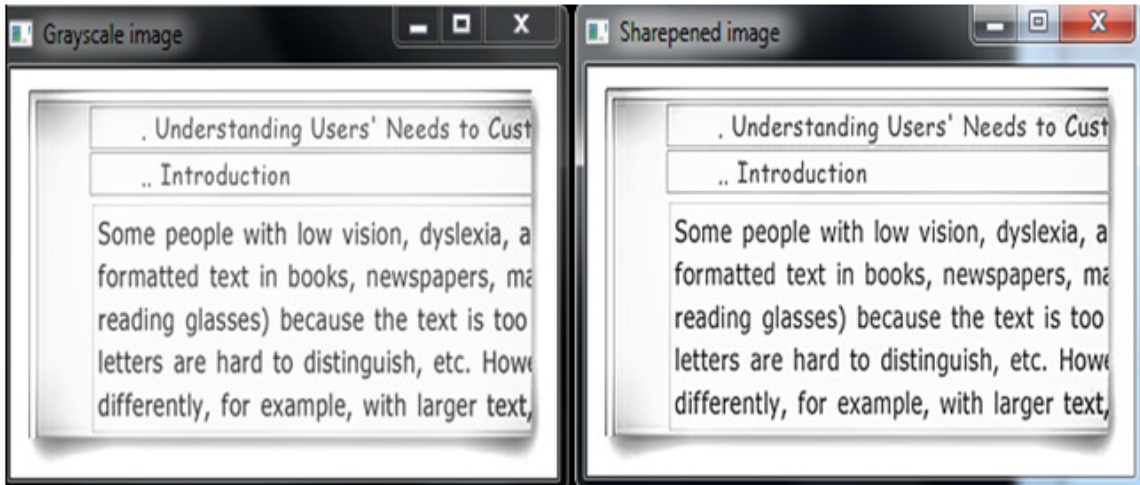 Grayscale image
. Understanding Users' Needs to Cust
.. Introduction
Some people with low vision, dyslexia, a
formatted text in books, newspapers, ma
reading glasses) because the text is too
letters are hard to distinguish, etc. Howe
differently, for example, with larger text,
Sharepened image
. Understanding Users' Needs to Cust
.. Introduction
Some people with low vision, dyslexia, a
formatted text in books, newspapers, ma
reading glasses) because the text is too
letters are hard to distinguish, etc. Howe
differently, for example, with larger text,